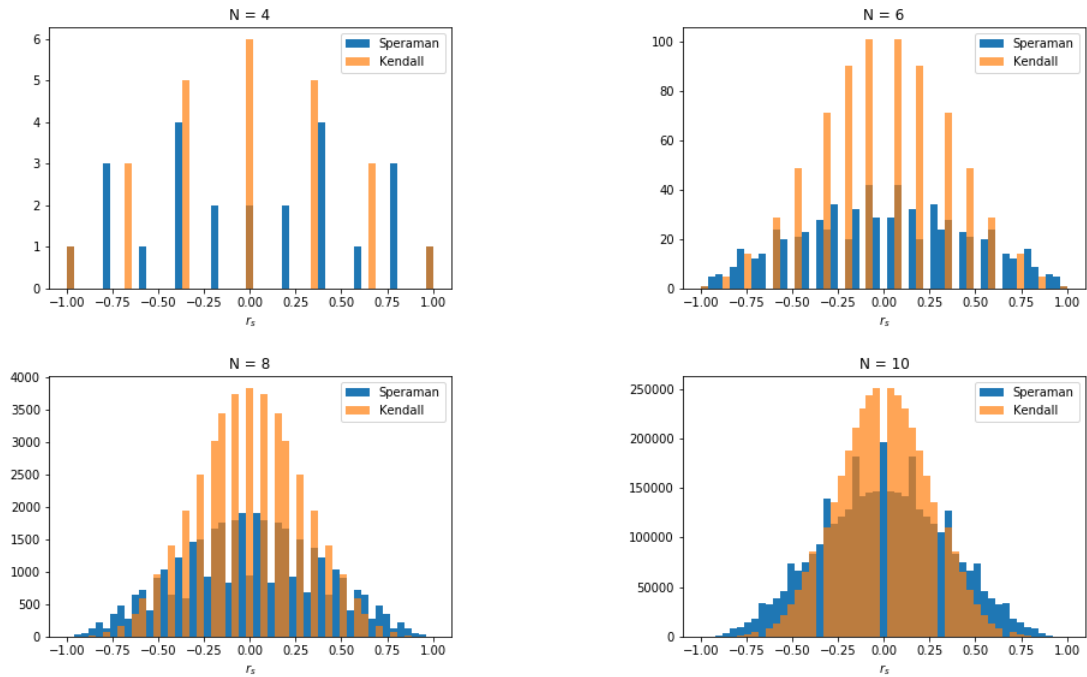 N = 4
6
5
4
3
2
1
0
−1.00 −0.75 −0.50 −0.25 0.00 0.25 0.50 0.75 1.00
r_s
Speraman
Kendall
N = 6
100
80
60
40
20
0
−1.00 −0.75 −0.50 −0.25 0.00 0.25 0.50 0.75 1.00
r_s
Speraman
Kendall
N = 8
4000
3500
3000
2500
2000
1500
1000
500
0
−1.00 −0.75 −0.50 −0.25 0.00 0.25 0.50 0.75 1.00
r_s
Speraman
Kendall
N = 10
250000
200000
150000
100000
50000
0
−1.00 −0.75 −0.50 −0.25 0.00 0.25 0.50 0.75 1.00
r_s
Speraman
Kendall